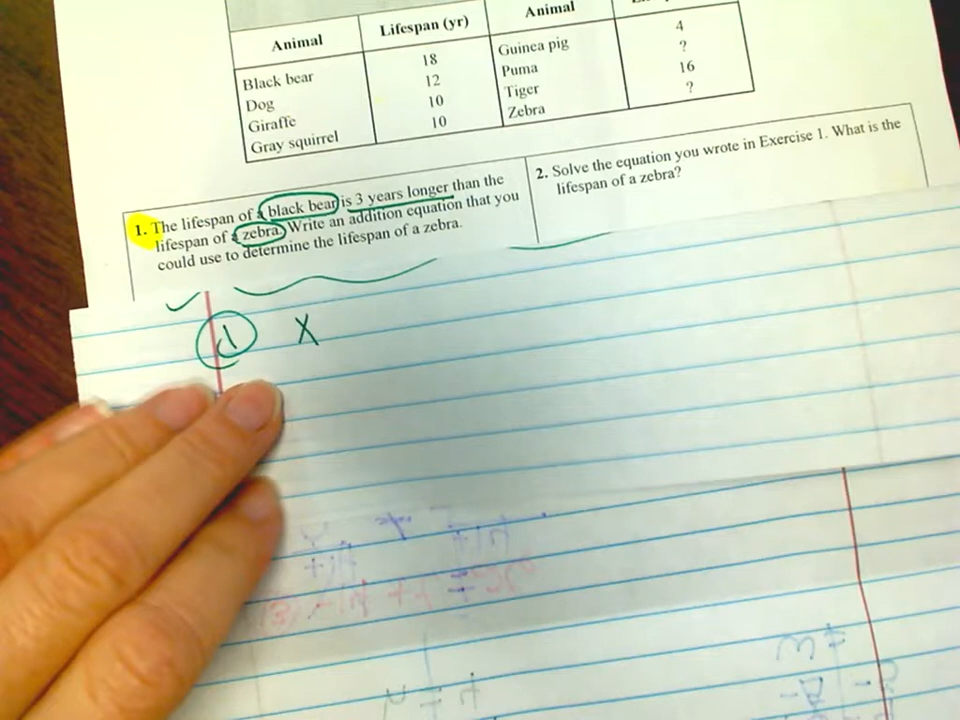 Animal Lifespan (yr) Animal
Black bear 18 Guinea pig 4
Dog 12 Puma ?
Giraffe 10 Tiger 16
Gray squirrel 10 Zebra ?
1. The lifespan of a black bear is 3 years longer than the
lifespan of a zebra. Write an addition equation that you
could use to determine the lifespan of a zebra.
2. Solve the equation you wrote in Exercise 1. What is the
lifespan of a zebra?
1 X